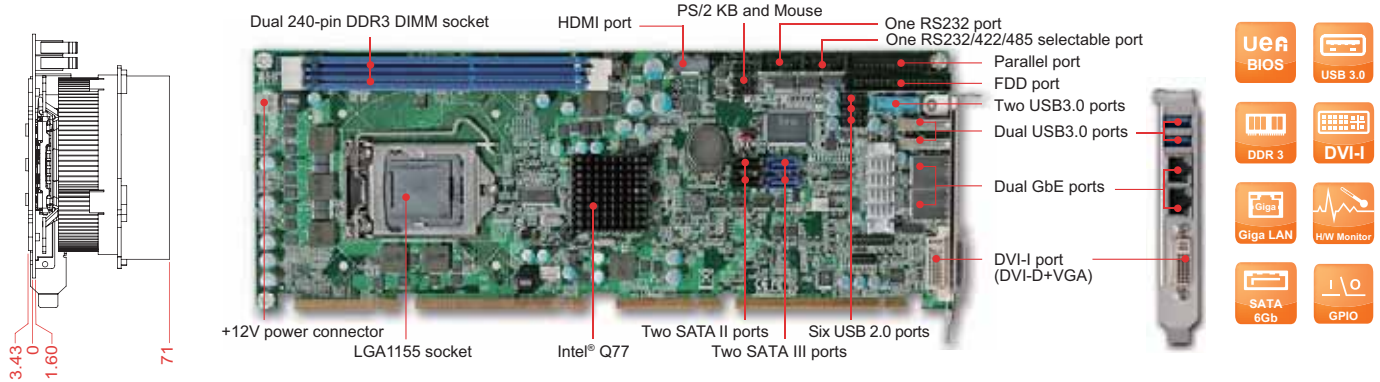 Dual 240-pin DDR3 DIMM socket
HDMI port
PS/2 KB and Mouse
One RS232 port
One RS232/422/485 selectable port
Parallel port
FDD port
Two USB3.0 ports
Dual USB3.0 ports
Dual GbE ports
DVI-I port
(DVI-D+VGA)
+12V power connector
LGA1155 socket
Intel® Q77
Two SATA II ports
Two SATA III ports
Six USB 2.0 ports
3.43
0
1.60
71
UEFI
BIOS
USB 3.0
DDR 3
DVI-I
Giga
Giga LAN
H/W Monitor
SATA
6Gb
I \ O
GPIO